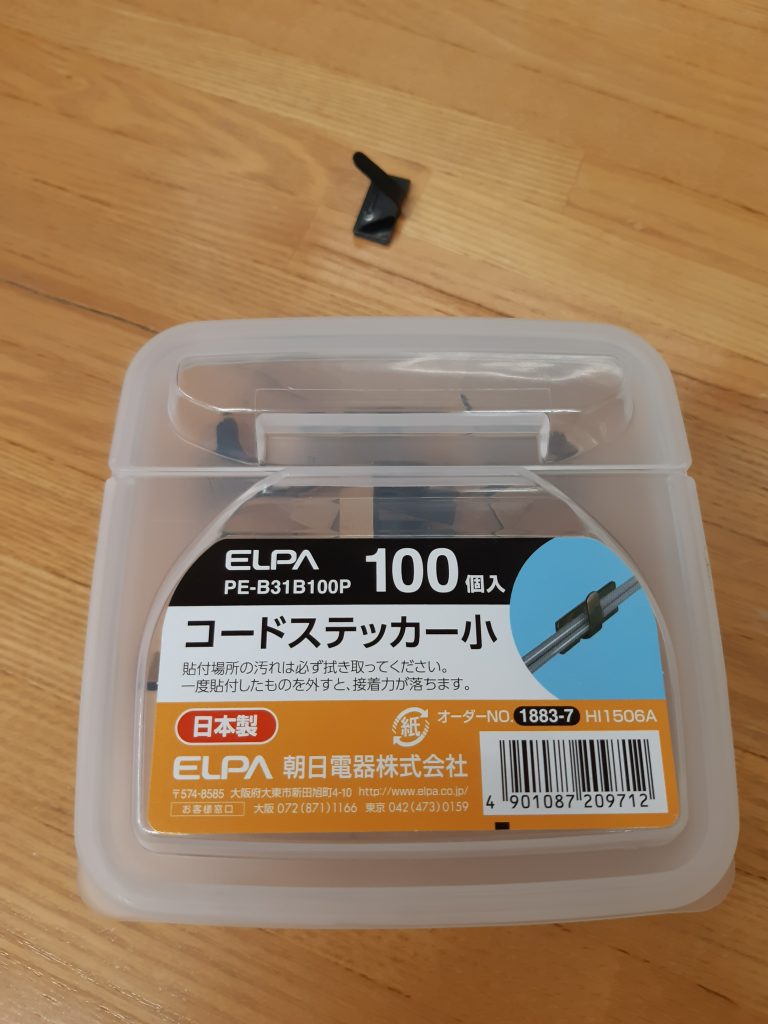 ELPA
PE-B31B100P
100個入
コードステッカー小
貼付場所の汚れは必ず拭き取ってください。
一度貼付したものを外すと、接着力が落ちます。
日本製
紙
オーダーNO. 1883-7 HI1506A
ELPA 朝日電器株式会社
〒574-8585 大阪府大東市新田旭町4-10 http://www.elpa.co.jp/
お客様窓口 大阪 072(871)1166 東京 042(473)0159
4 901087 209712